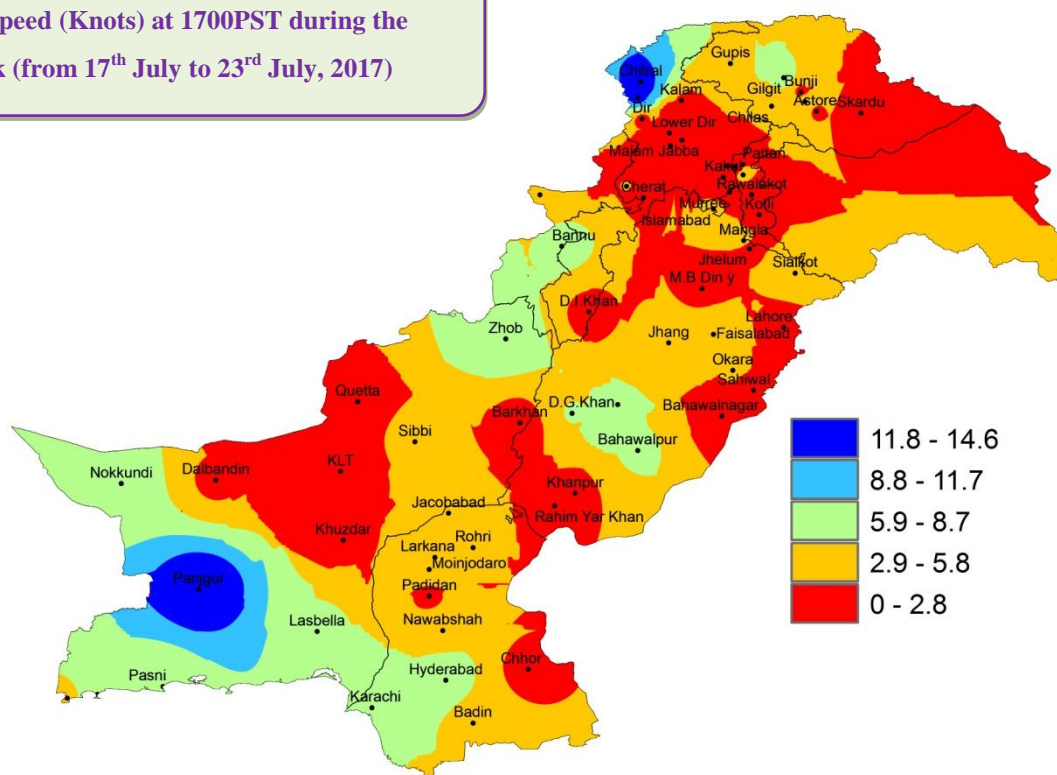 peed (Knots) at 1700PST during the
k (from 17th July to 23rd July, 2017)
Gupis
Chitral
Bunji
Gilgit
Kalam
Astore
Skardu
Dir
Chilas
Lower Dir
Malam Jabba
Pattan
Kakul
Cherat
Rawalakot
Murree
Kotli
Islamabad
Mangla
Bannu
Jhelum
Sialkot
M.B Din y
D.I Khan
Lahore
Zhob
Jhang
Faisalabad
Okara
Sahiwal
Quetta
D.G.Khan
Bahawalnagar
Barkhan
Sibbi
Bahawalpur
11.8 - 14.6
Nokkundi
Dalbandin
KLT
8.8 - 11.7
Khanpur
Jacobabad
Rahim Yar Khan
5.9 - 8.7
Khuzdar
Rohri
Larkana
2.9 - 5.8
Moinjodaro
Panjgur
Padidan
0 - 2.8
Lasbella
Nawabshah
Chhor
Pasni
Hyderabad
Karachi
Badin